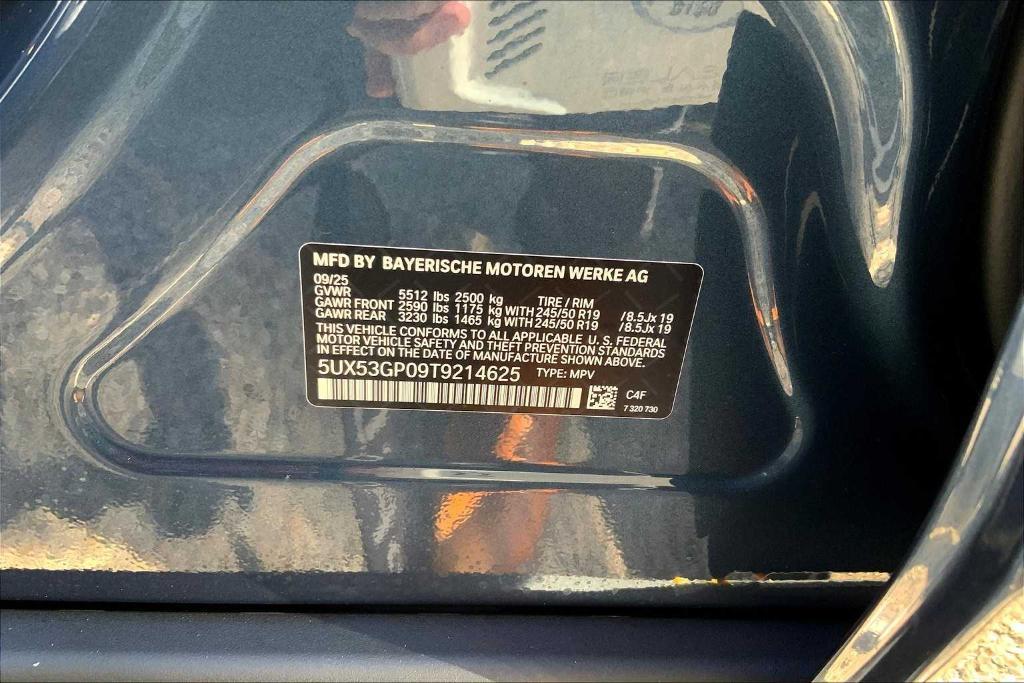 MFD BY BAYERISCHE MOTOREN WERKE AG
09/25
GVWR 5512 lbs 2500 kg TIRE / RIM
GAWR FRONT 2590 lbs 1175 kg WITH 245/50 R19 /8.5Jx 19
GAWR REAR 3230 lbs 1465 kg WITH 245/50 R19 /8.5Jx 19
THIS VEHICLE CONFORMS TO ALL APPLICABLE U. S. FEDERAL
MOTOR VEHICLE SAFETY AND THEFT PREVENTION STANDARDS
IN EFFECT ON THE DATE OF MANUFACTURE SHOWN ABOVE.
5UX53GP09T9214625 TYPE: MPV
C4F
7 320 730